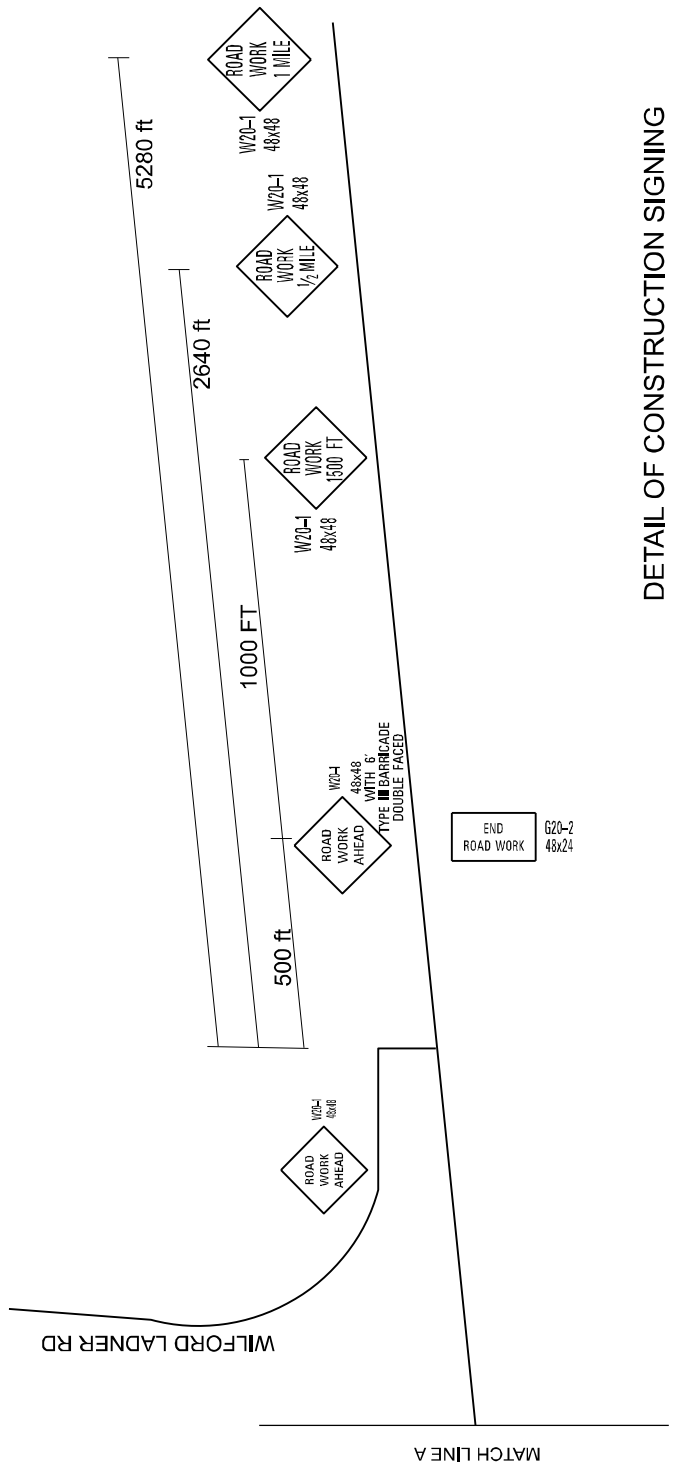 5280 ft
2640 ft
1000 FT
500 ft
ROAD
WORK
1 MILE
W20-1
48x48
ROAD
WORK
1/2 MILE
W20-1
48x48
ROAD
WORK
1500 FT
W20-1
48x48
ROAD
WORK
AHEAD
W20-1
48x48
WITH 6'
TYPE III BARRICADE
DOUBLE FACED
END
ROAD WORK
G20-2
48x24
ROAD
WORK
AHEAD
W20-1
48x48
WILFORD LADNER RD
MATCH LINE A
DETAIL OF CONSTRUCTION SIGNING